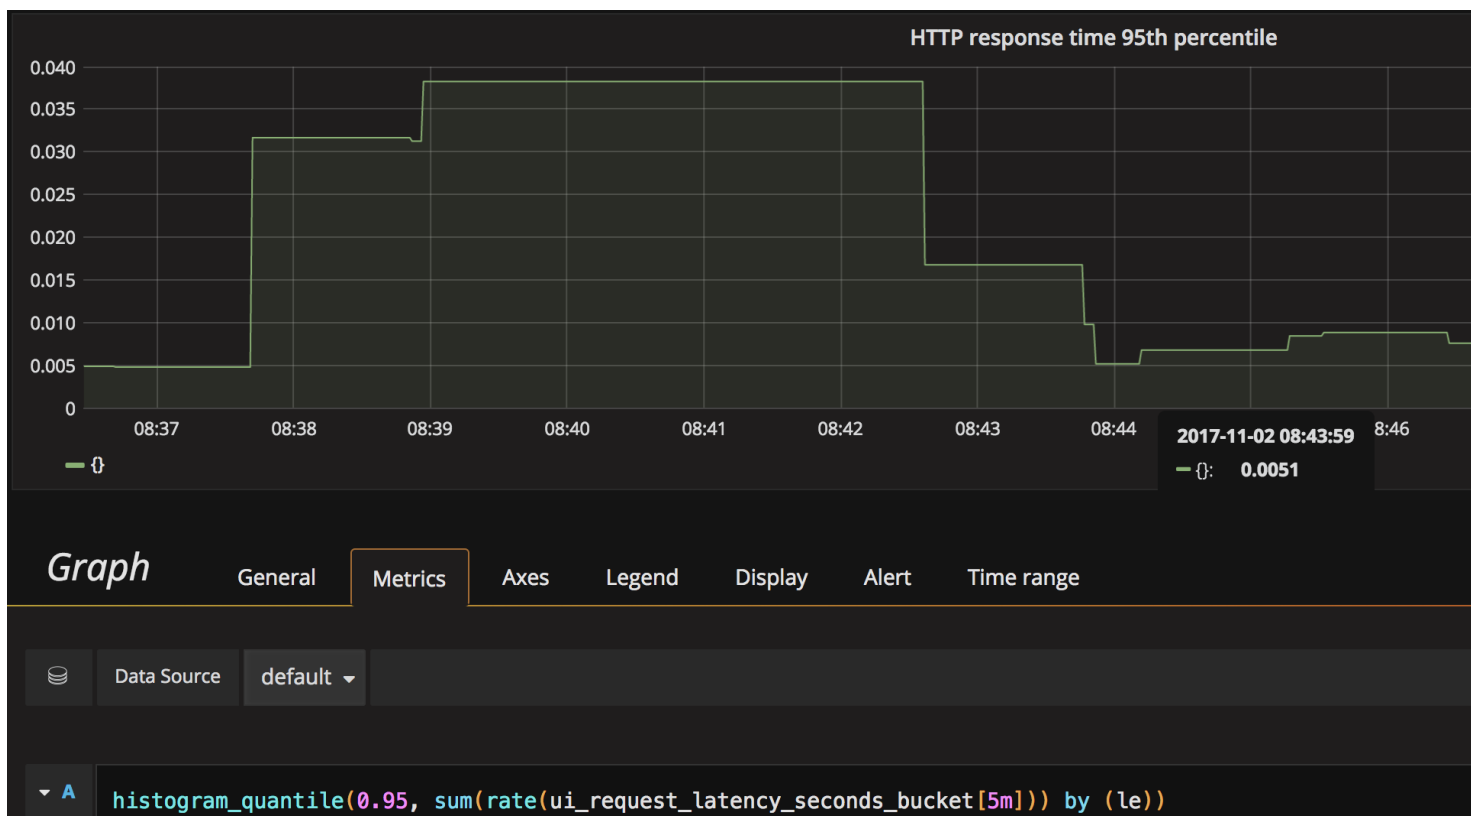 HTTP response time 95th percentile
0.040
0.035
0.030
0.025
0.020
0.015
0.010
0.005
0
08:37 08:38 08:39 08:40 08:41 08:42 08:43 08:44 8:46
2017-11-02 08:43:59
{}: 0.0051
{}
Graph General Metrics Axes Legend Display Alert Time range
Data Source default
A histogram_quantile(0.95, sum(rate(ui_request_latency_seconds_bucket[5m])) by (le))